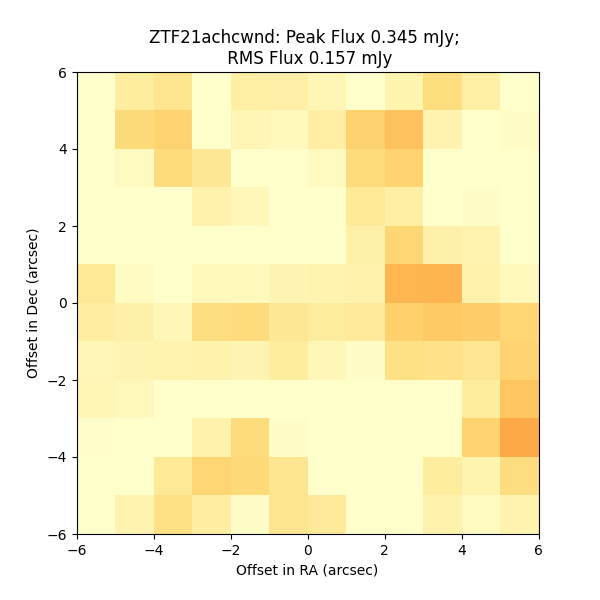 ZTF21achcwnd: Peak Flux 0.345 mJy;
RMS Flux 0.157 mJy
6
4
2
0
−2
−4
−6
Offset in Dec (arcsec)
−6 −4 −2 0 2 4 6
Offset in RA (arcsec)